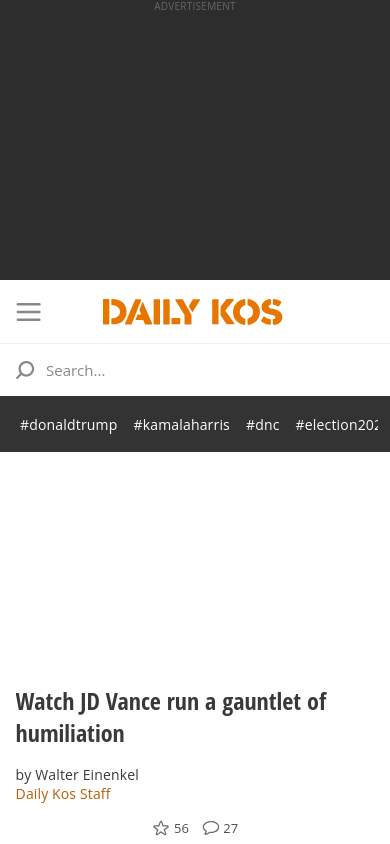 ADVERTISEMENT
DAILY KOS
Search...
#donaldtrump #kamalaharris #dnc #election202
Watch JD Vance run a gauntlet of
humiliation
by Walter Einenkel
Daily Kos Staff
56 27